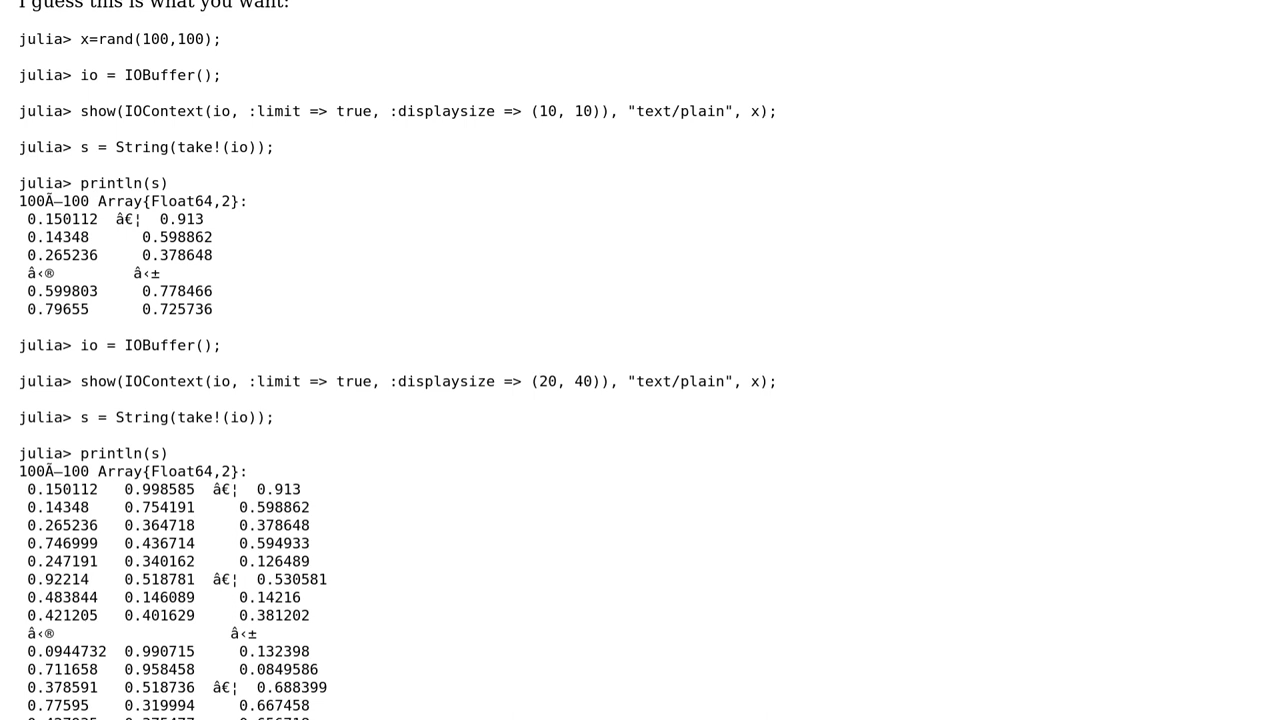 I guess this is what you want:
julia> x=rand(100,100);
julia> io = IOBuffer();
julia> show(IOContext(io, :limit => true, :displaysize => (10, 10)), "text/plain", x);
julia> s = String(take!(io));
julia> println(s)
100Ã—100 Array{Float64,2}:
 0.150112  â€¦  0.913
 0.14348      0.598862
 0.265236     0.378648
 â‹®         â‹±
 0.599803     0.778466
 0.79655      0.725736
julia> io = IOBuffer();
julia> show(IOContext(io, :limit => true, :displaysize => (20, 40)), "text/plain", x);
julia> s = String(take!(io));
julia> println(s)
100Ã—100 Array{Float64,2}:
 0.150112   0.998585  â€¦  0.913
 0.14348    0.754191     0.598862
 0.265236   0.364718     0.378648
 0.746999   0.436714     0.594933
 0.247191   0.340162     0.126489
 0.92214    0.518781  â€¦  0.530581
 0.483844   0.146089     0.14216
 0.421205   0.401629     0.381202
 â‹®                    â‹±
 0.0944732  0.990715     0.132398
 0.711658   0.958458     0.0849586
 0.378591   0.518736  â€¦  0.688399
 0.77595    0.319994     0.667458